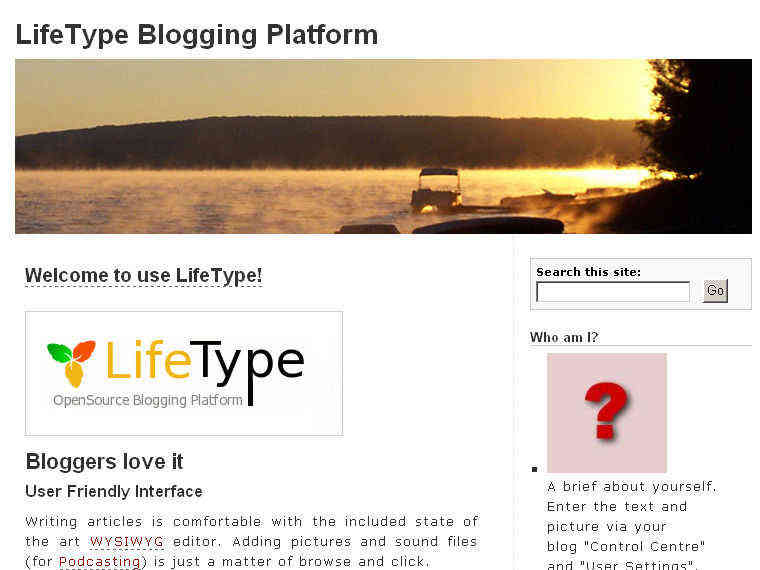 LifeType Blogging Platform
Welcome to use LifeType!
LifeType
OpenSource Blogging Platform
Bloggers love it
User Friendly Interface
Writing articles is comfortable with the included state of
the art WYSIWYG editor. Adding pictures and sound files
(for Podcasting) is just a matter of browse and click.
Search this site:
Go
Who am I?
?
A brief about yourself.
Enter the text and
picture via your
blog "Control Centre"
and "User Settings".